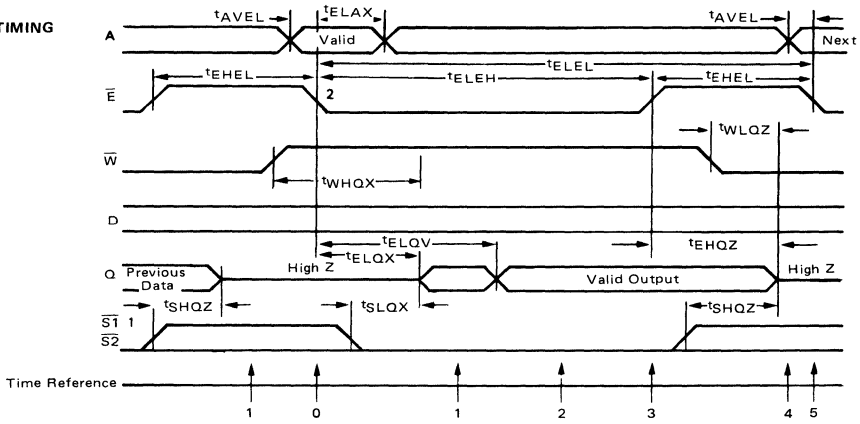 TIMING
tAVEL tELAX tAVEL
A Valid Next
tELEL
tEHEL tELEH tEHEL
E 2
tWLQZ
W
tWHQX
D
tELQV tEHQZ
tELQX
Q Previous Data High Z Valid Output High Z
tSHQZ tSLQX tSHQZ
S1 1
S2
Time Reference
1 0 1 2 3 4 5